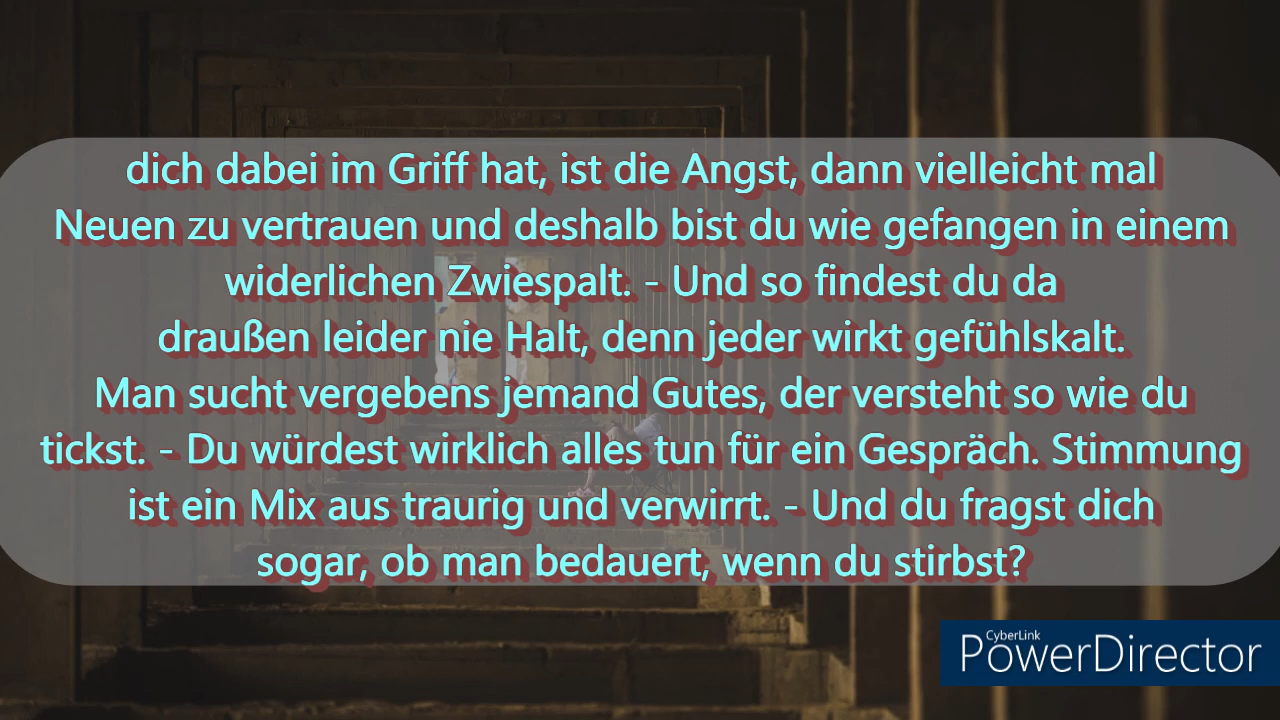 dich dabei im Griff hat, ist die Angst, dann vielleicht mal
Neuen zu vertrauen und deshalb bist du wie gefangen in einem
widerlichen Zwiespalt. - Und so findest du da
draußen leider nie Halt, denn jeder wirkt gefühlskalt.
Man sucht vergebens jemand Gutes, der versteht so wie du
tickst. - Du würdest wirklich alles tun für ein Gespräch. Stimmung
ist ein Mix aus traurig und verwirrt. - Und du fragst dich
sogar, ob man bedauert, wenn du stirbst?
CyberLink
PowerDirector